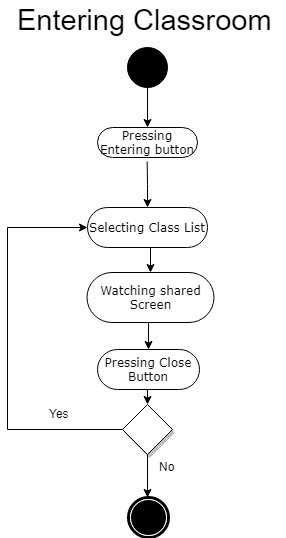 Entering Classroom
Pressing
Entering button
Selecting Class List
Watching shared
Screen
Pressing Close
Button
Yes
No